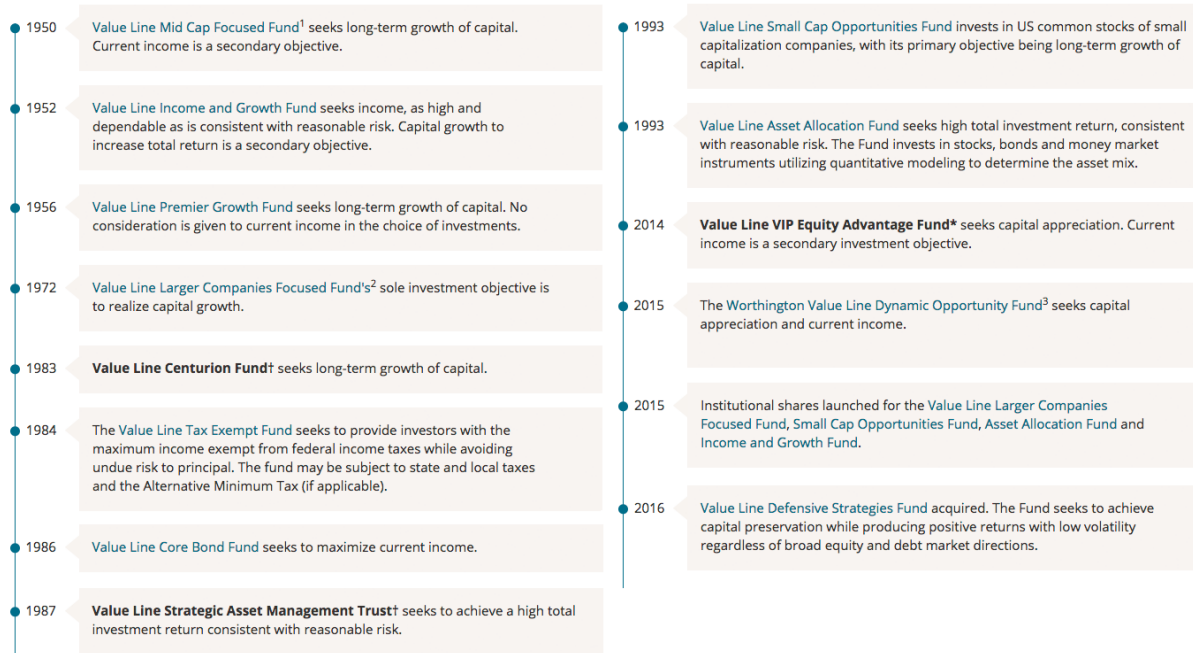 1950
Value Line Mid Cap Focused Fund¹ seeks long-term growth of capital.
Current income is a secondary objective.
1952
Value Line Income and Growth Fund seeks income, as high and
dependable as is consistent with reasonable risk. Capital growth to
increase total return is a secondary objective.
1956
Value Line Premier Growth Fund seeks long-term growth of capital. No
consideration is given to current income in the choice of investments.
1972
Value Line Larger Companies Focused Fund's² sole investment objective is
to realize capital growth.
1983
Value Line Centurion Fund† seeks long-term growth of capital.
1984
The Value Line Tax Exempt Fund seeks to provide investors with the
maximum income exempt from federal income taxes while avoiding
undue risk to principal. The fund may be subject to state and local taxes
and the Alternative Minimum Tax (if applicable).
1986
Value Line Core Bond Fund seeks to maximize current income.
1987
Value Line Strategic Asset Management Trust† seeks to achieve a high total
investment return consistent with reasonable risk.
1993
Value Line Small Cap Opportunities Fund invests in US common stocks of small
capitalization companies, with its primary objective being long-term growth of
capital.
1993
Value Line Asset Allocation Fund seeks high total investment return, consistent
with reasonable risk. The Fund invests in stocks, bonds and money market
instruments utilizing quantitative modeling to determine the asset mix.
2014
Value Line VIP Equity Advantage Fund* seeks capital appreciation. Current
income is a secondary investment objective.
2015
The Worthington Value Line Dynamic Opportunity Fund³ seeks capital
appreciation and current income.
2015
Institutional shares launched for the Value Line Larger Companies
Focused Fund, Small Cap Opportunities Fund, Asset Allocation Fund and
Income and Growth Fund.
2016
Value Line Defensive Strategies Fund acquired. The Fund seeks to achieve
capital preservation while producing positive returns with low volatility
regardless of broad equity and debt market directions.